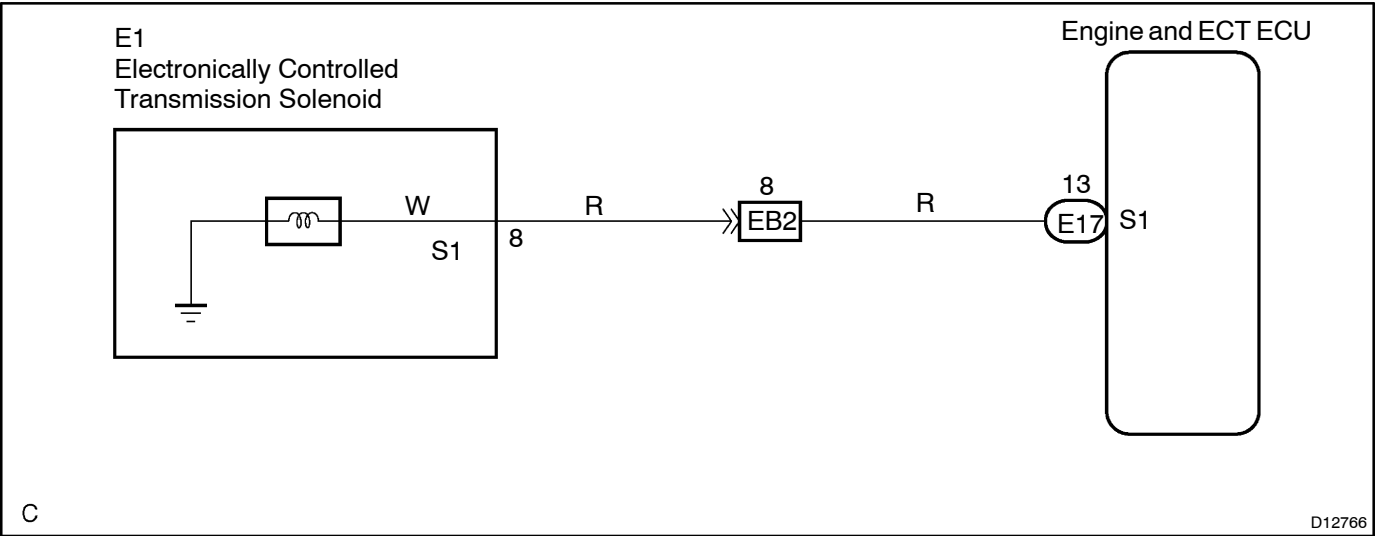 E1
Electronically Controlled
Transmission Solenoid
Engine and ECT ECU
W
S1
8
R
8
EB2
R
13
E17
S1
C
D12766